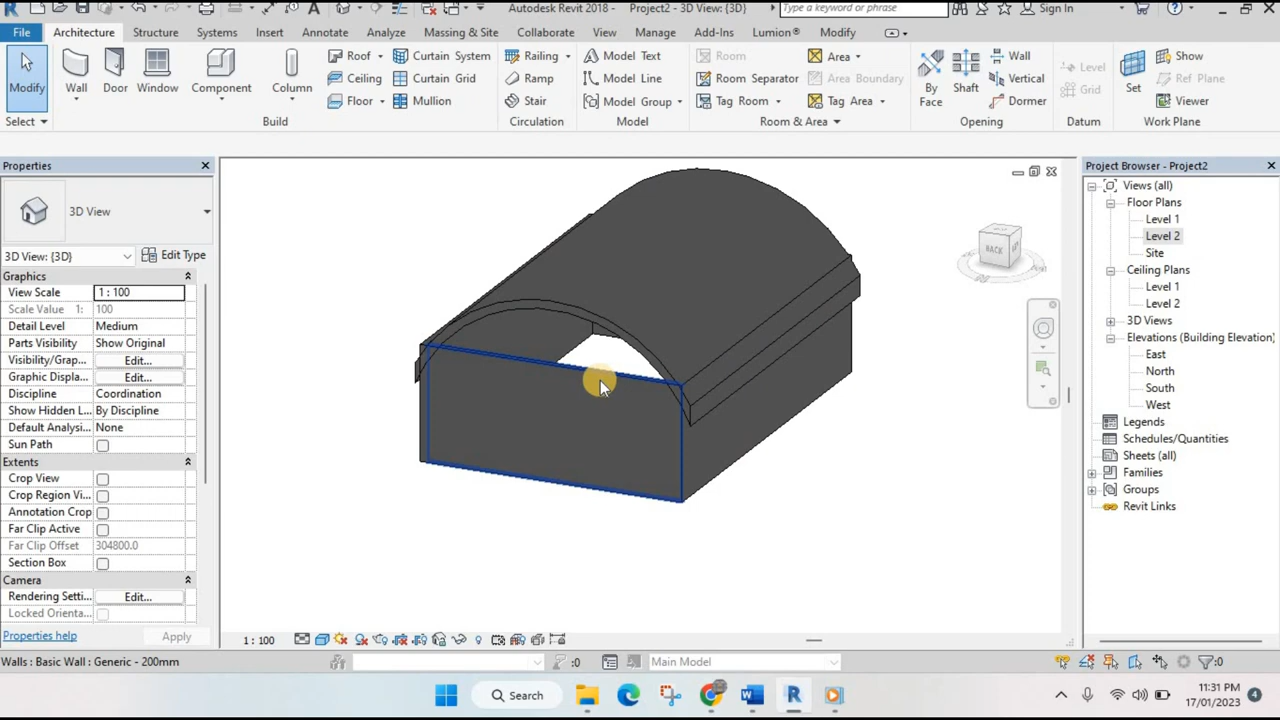 Autodesk Revit 2018 - Project2 - 3D View: {3D}
Type a keyword or phrase
Sign In
File Architecture Structure Systems Insert Annotate Analyze Massing & Site Collaborate View Manage Add-Ins Lumion® Modify
Modify
Wall
Door
Window
Component
Column
Roof
Ceiling
Floor
Curtain System
Curtain Grid
Mullion
Railing
Ramp
Stair
Model Text
Model Line
Model Group
Room
Room Separator
Tag Room
Area
Area Boundary
Tag Area
By
Face
Shaft
Wall
Vertical
Dormer
Level
Grid
Set
Show
Ref Plane
Viewer
Select Build Circulation Model Room & Area Opening Datum Work Plane
Properties
3D View
3D View: {3D} Edit Type
Graphics
View Scale 1 : 100
Scale Value 1: 100
Detail Level Medium
Parts Visibility Show Original
Visibility/Grap... Edit...
Graphic Displa... Edit...
Discipline Coordination
Show Hidden L... By Discipline
Default Analysi... None
Sun Path
Extents
Crop View
Crop Region Vi...
Annotation Crop
Far Clip Active
Far Clip Offset 304800.0
Section Box
Camera
Rendering Setti... Edit...
Locked Orienta...
Properties help Apply
BACK
Project Browser - Project2
Views (all)
Floor Plans
Level 1
Level 2
Site
Ceiling Plans
Level 1
Level 2
3D Views
Elevations (Building Elevation)
East
North
South
West
Legends
Schedules/Quantities
Sheets (all)
Families
Groups
Revit Links
1 : 100
Walls : Basic Wall : Generic - 200mm
:0
Main Model
:0
Search
11:31 PM
17/01/2023
4